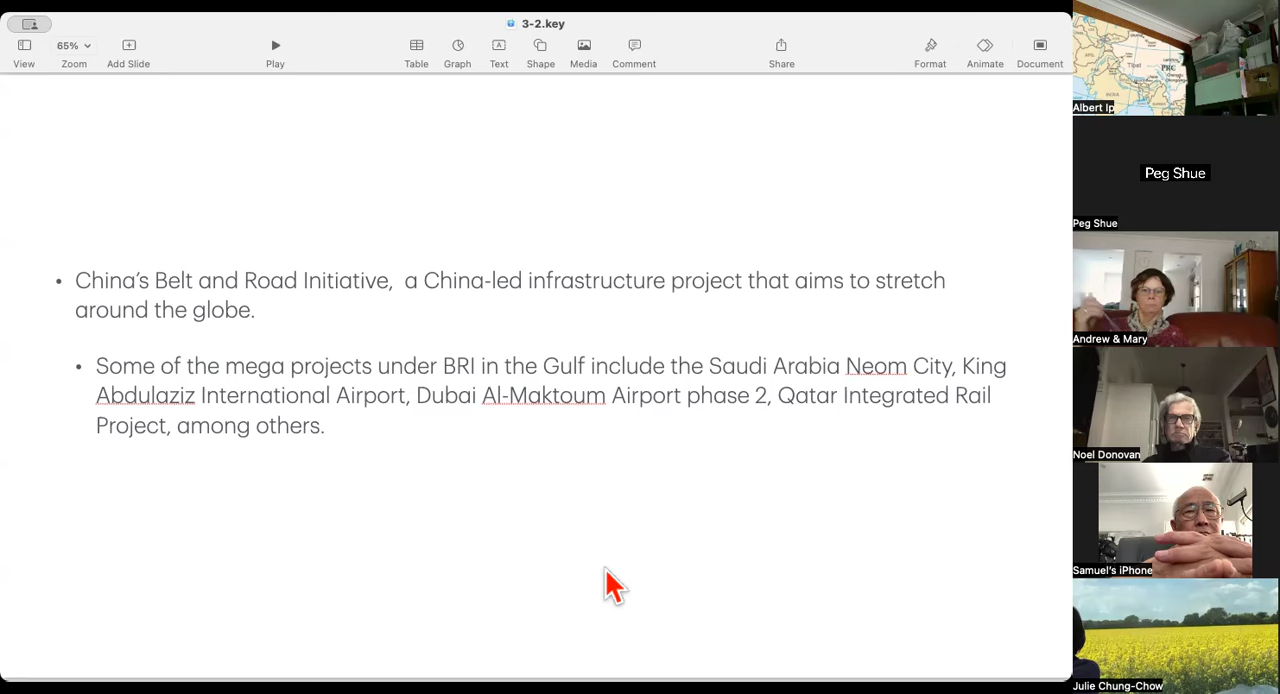 3-2.key
65%
View
Zoom
Add Slide
Play
Table
Graph
Text
Shape
Media
Comment
Share
Format
Animate
Document
• China's Belt and Road Initiative, a China-led infrastructure project that aims to stretch
around the globe.
• Some of the mega projects under BRI in the Gulf include the Saudi Arabia Neom City, King
Abdulaziz International Airport, Dubai Al-Maktoum Airport phase 2, Qatar Integrated Rail
Project, among others.
Tibet
PRC
INDIA
Albert Ip
Peg Shue
Peg Shue
Andrew & Mary
Noel Donovan
Samuel's iPhone
Julie Chung-Chow